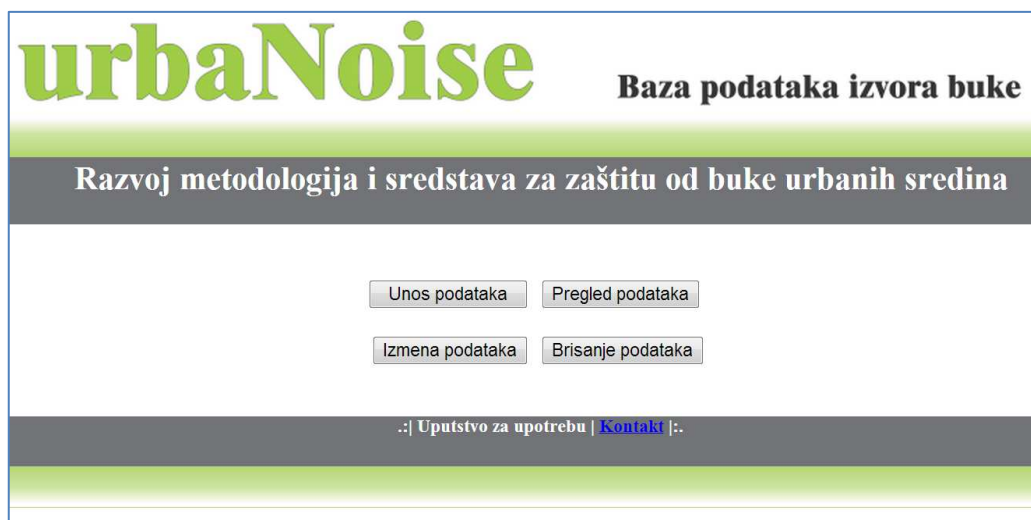 urbaNoise
Baza podataka izvora buke
Razvoj metodologija i sredstava za zaštitu od buke urbanih sredina
Unos podataka Pregled podataka
Izmena podataka Brisanje podataka
.:| Uputstvo za upotrebu | Kontakt |:.